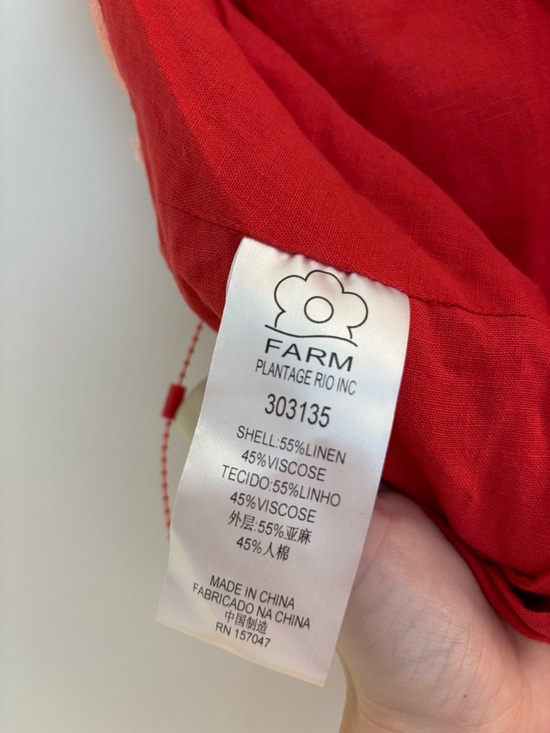 FARM
PLANTAGE RIO INC
303135
SHELL:55%LINEN
45%VISCOSE
TECIDO:55%LINHO
45%VISCOSE
外层:55%亚麻
45%人棉
MADE IN CHINA
FABRICADO NA CHINA
中国制造
RN 157047